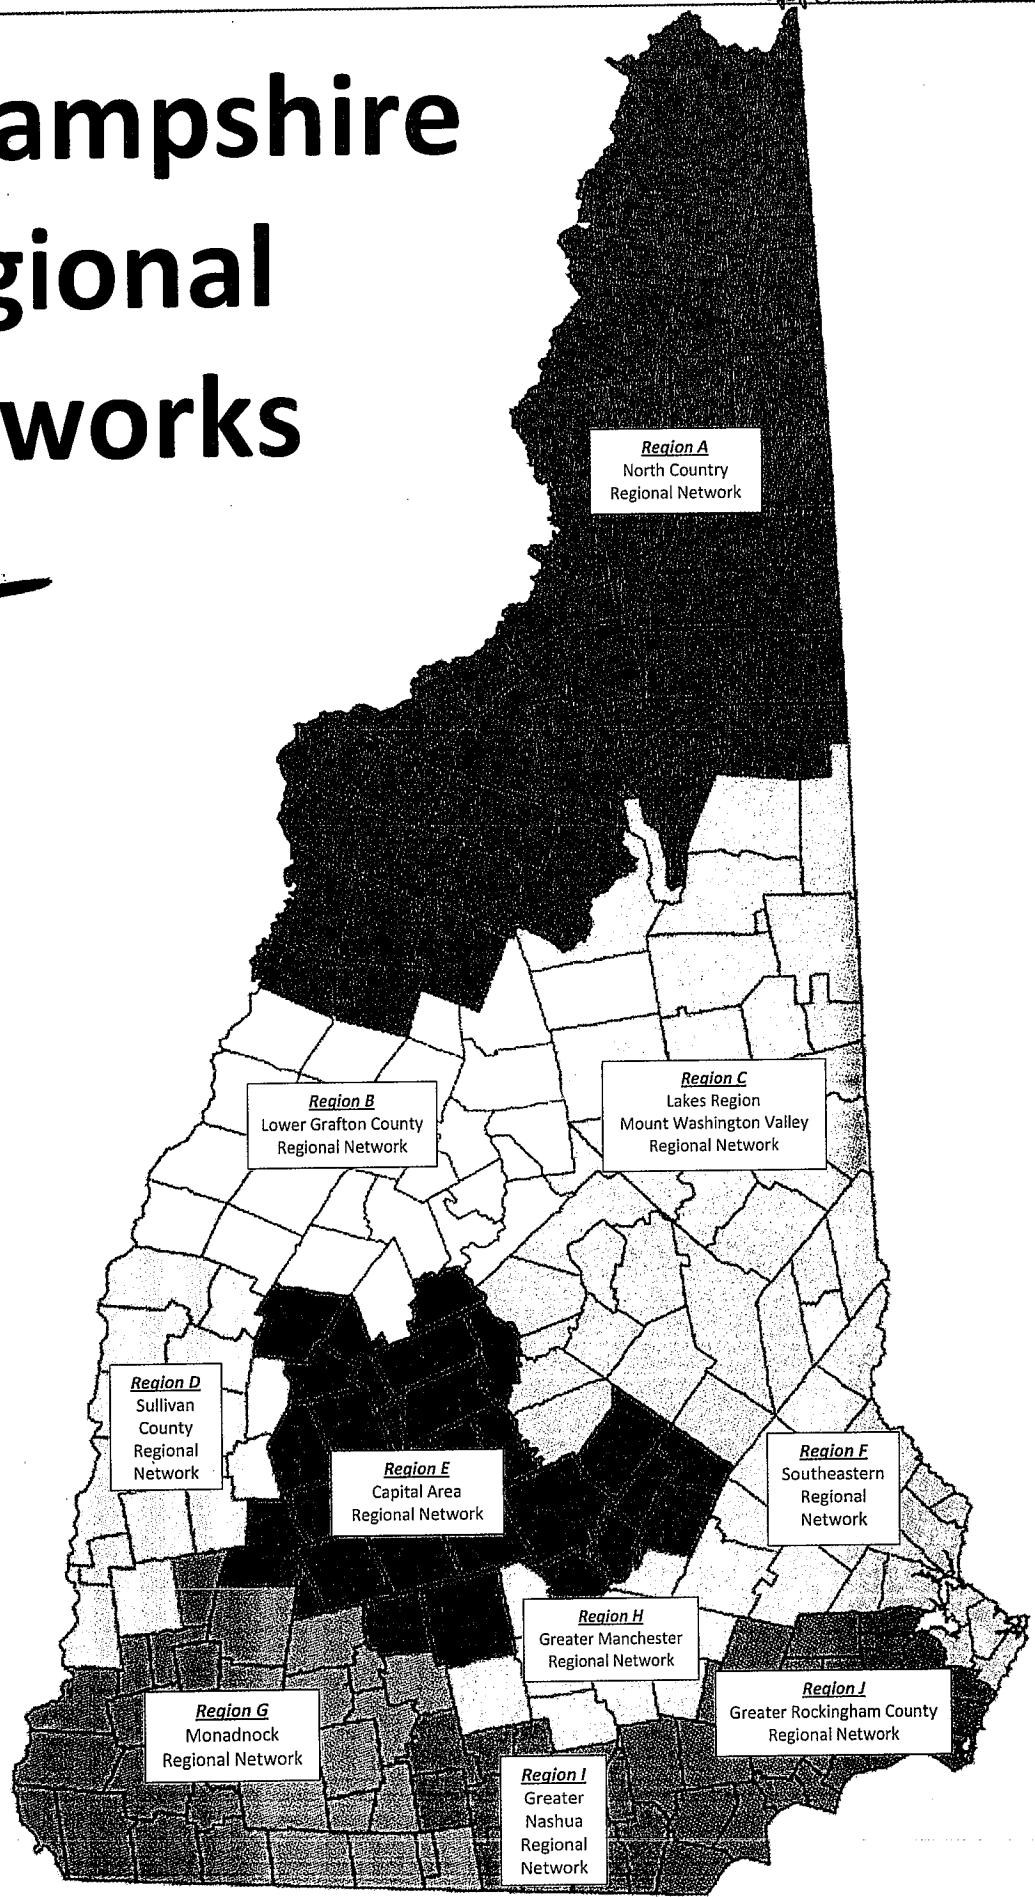 ampshire
gional
works
Region A
North Country
Regional Network
Region B
Lower Grafton County
Regional Network
Region C
Lakes Region
Mount Washington Valley
Regional Network
Region D
Sullivan
County
Regional
Network
Region E
Capital Area
Regional Network
Region F
Southeastern
Regional
Network
Region H
Greater Manchester
Regional Network
Region J
Greater Rockingham County
Regional Network
Region G
Monadnock
Regional Network
Region I
Greater
Nashua
Regional
Network